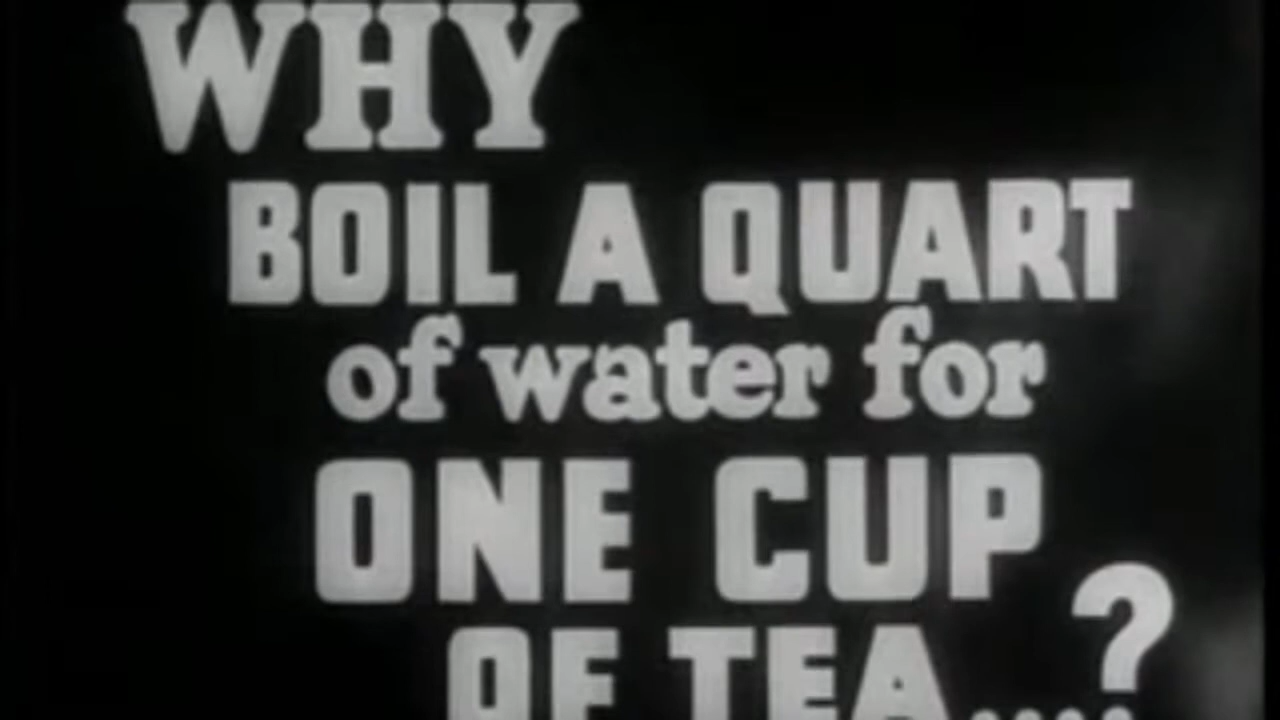 WHY
BOIL A QUART
of water for
ONE CUP
OF TEA....?